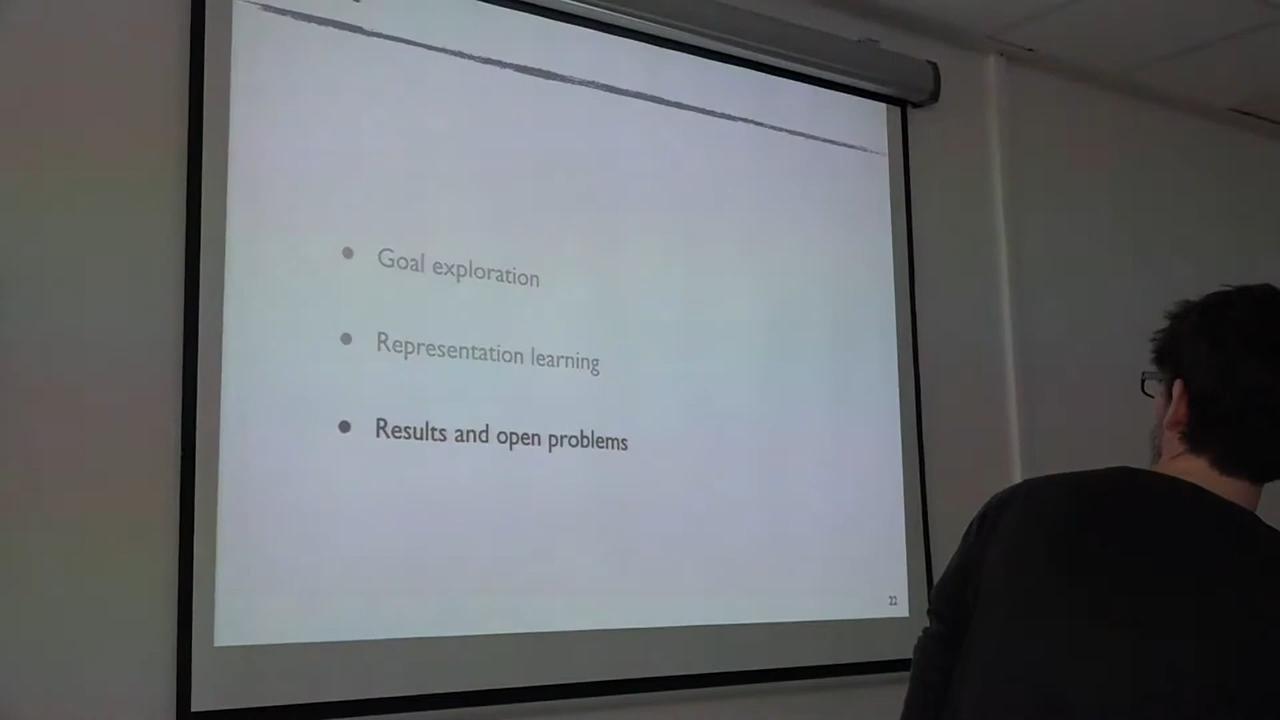 Goal exploration
Representation learning
Results and open problems
22